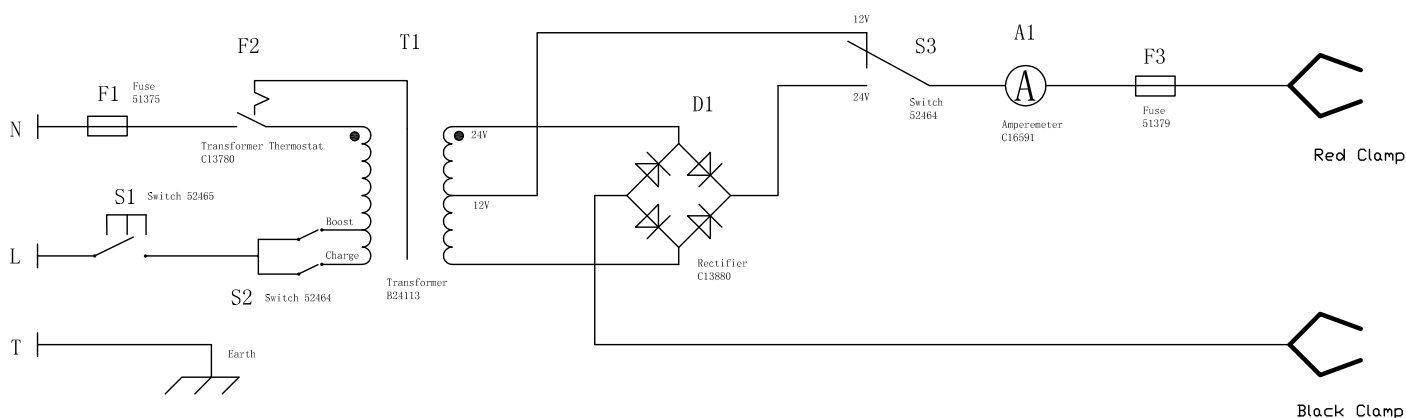 12V
S3
A1
F2
T1
F3
Fuse
51375
F1
D1
24V
Switch
52464
A
Fuse
51379
Amperemeter
C16591
N
24V
Transformer Thermostat
C13780
Red Clamp
S1
Switch 52465
12V
Boost
L
Charge
Rectifier
C13880
Transformer
B24113
S2
Switch 52464
T
Earth
Black Clamp